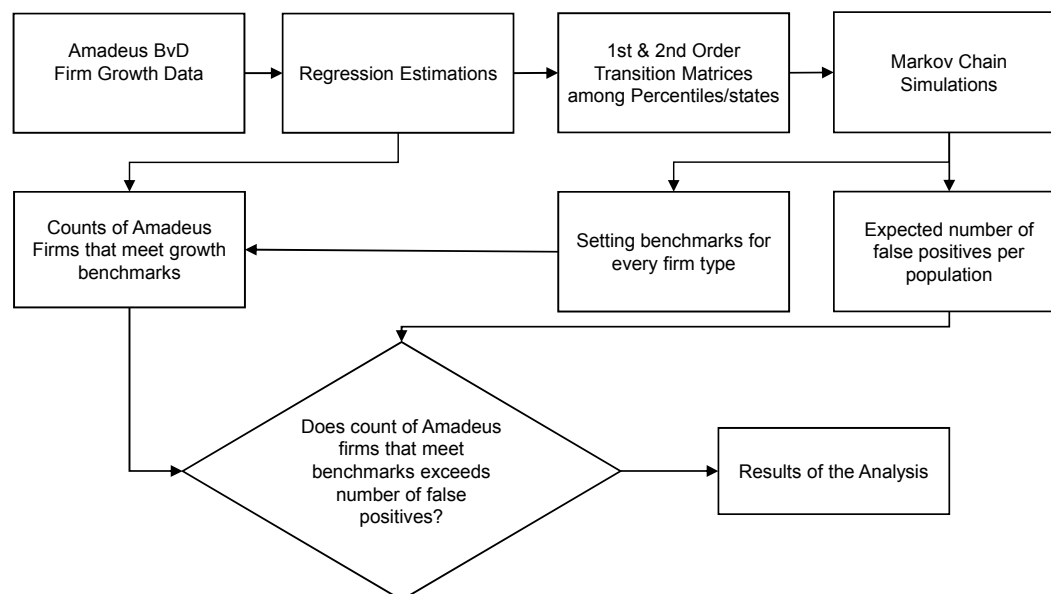 Amadeus BvD
Firm Growth Data
Regression Estimations
1st & 2nd Order
Transition Matrices
among Percentiles/states
Markov Chain
Simulations
Counts of Amadeus
Firms that meet growth
benchmarks
Setting benchmarks for
every firm type
Expected number of
false positives per
population
Does count of Amadeus
firms that meet
benchmarks exceeds
number of false
positives?
Results of the Analysis